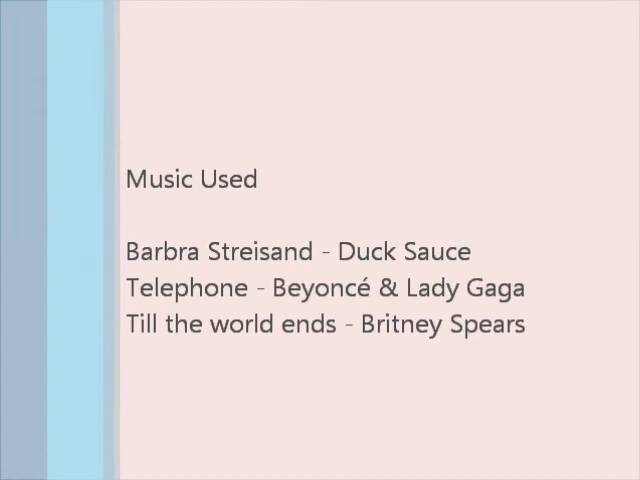 Music Used
Barbra Streisand - Duck Sauce
Telephone - Beyoncé & Lady Gaga
Till the world ends - Britney Spears